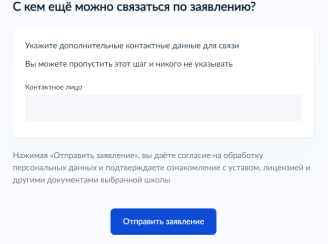 С кем ещё можно связаться по заявлению?
Укажите дополнительные контактные данные для связи
Вы можете пропустить этот шаг и никого не указывать
Контактное лицо
Нажимая «Отправить заявление», вы даёте согласие на обработку
персональных данных и подтверждаете ознакомление с уставом, лицензией и
другими документами выбранной школы
Отправить заявление